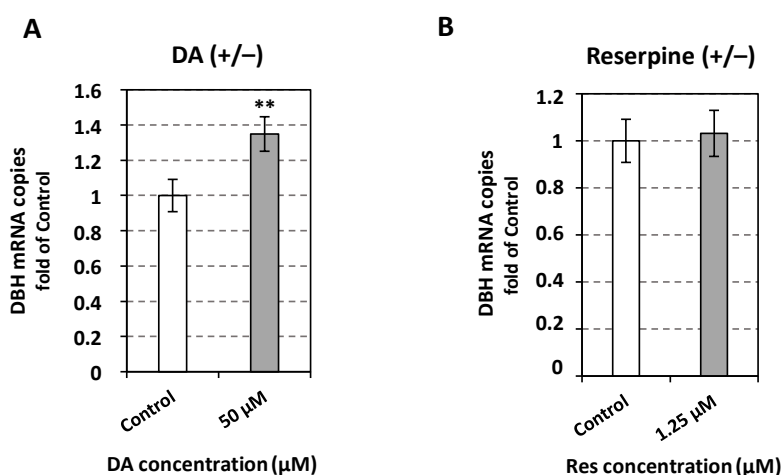 A
DA (+/−)
DBH mRNA copies
fold of Control
1.6
**
1.4
1.2
1
0.8
0.6
0.4
0.2
0
Control
50 µM
DA concentration (µM)
B
Reserpine (+/−)
DBH mRNA copies
fold of Control
1.2
1
0.8
0.6
0.4
0.2
0
Control
1.25 µM
Res concentration (µM)